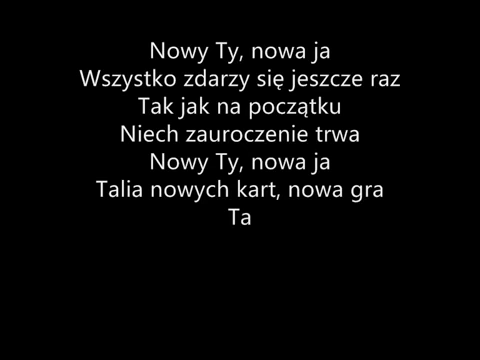 Nowy Ty, nowa ja
Wszystko zdarzy się jeszcze raz
Tak jak na początku
Niech zauroczenie trwa
Nowy Ty, nowa ja
Talia nowych kart, nowa gra
Ta